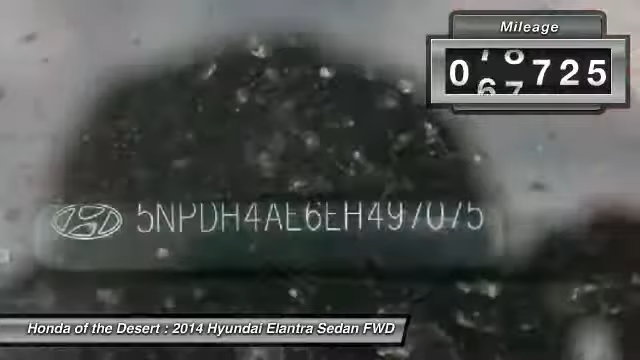 Mileage
0 725
5NPDH4AE6EH497075
Honda of the Desert : 2014 Hyundai Elantra Sedan FWD